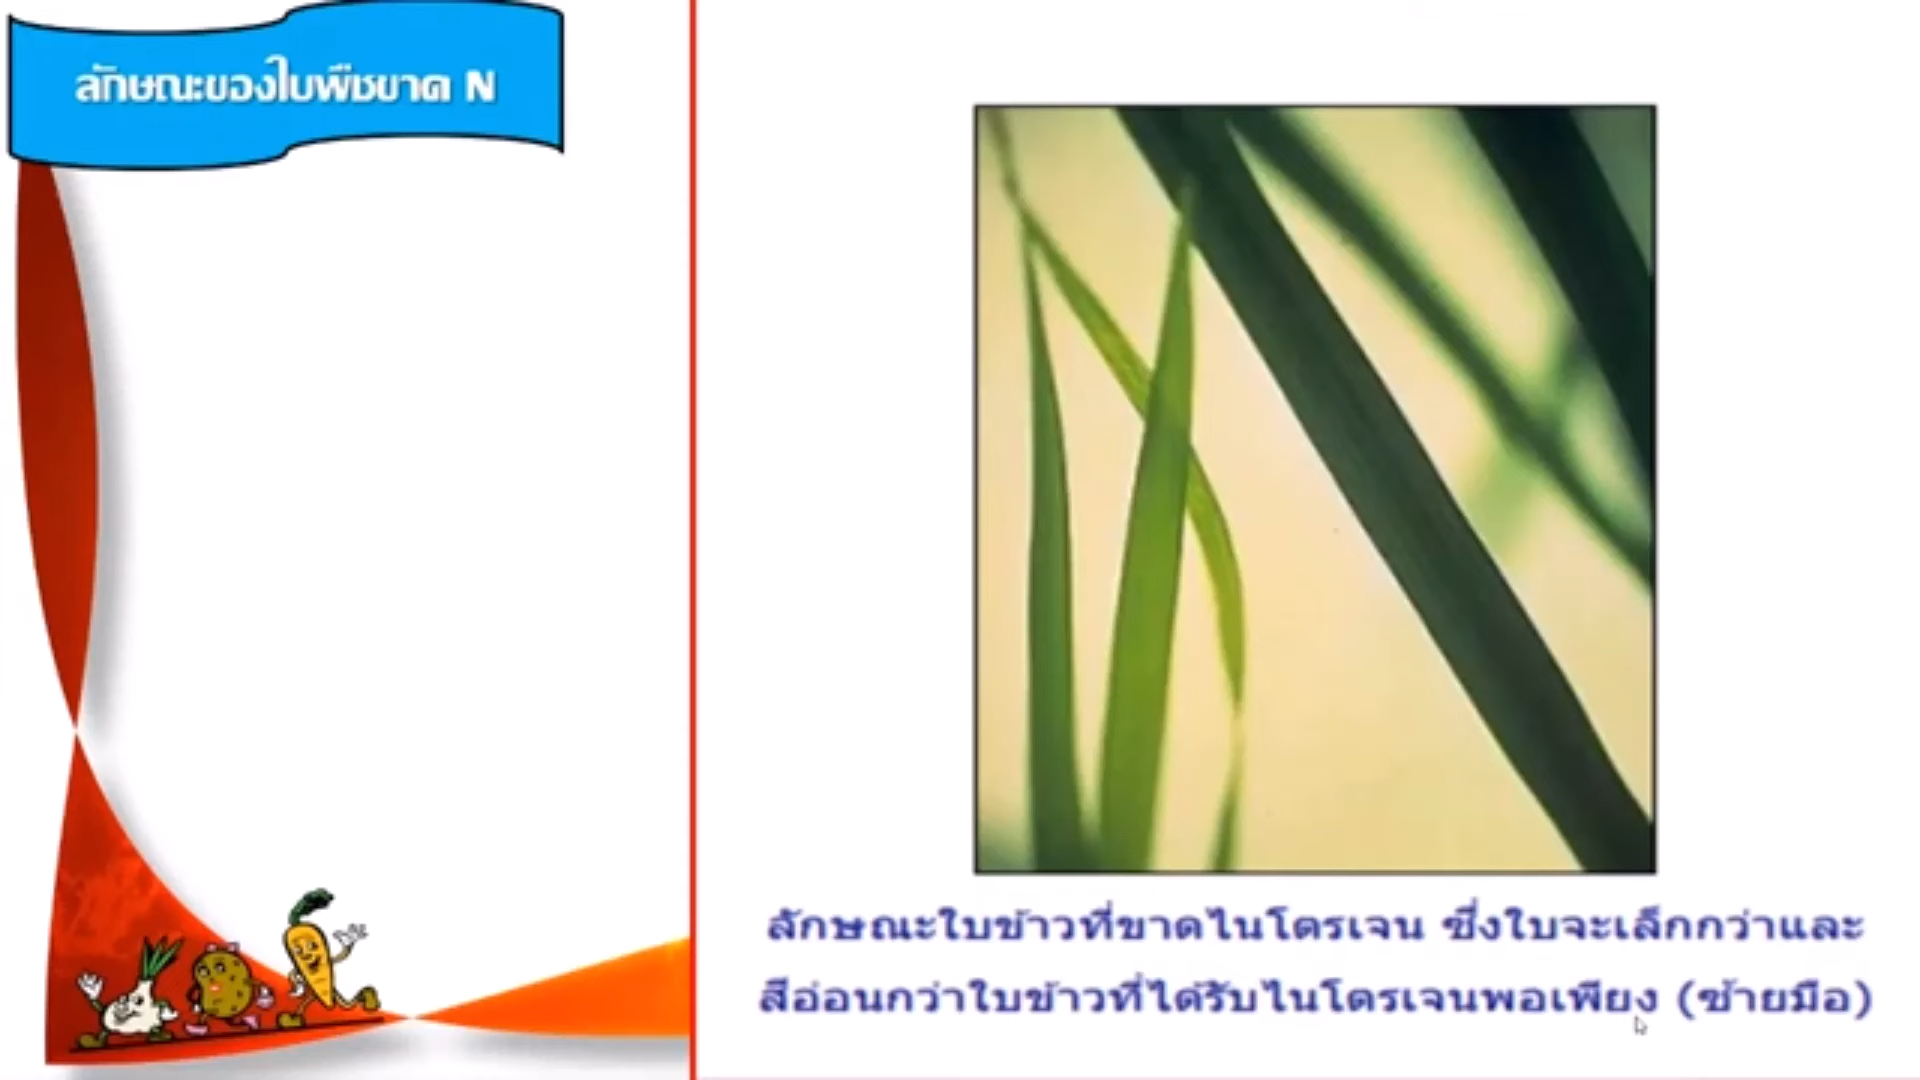 ลักษณะของใบพืชขาด N
ลักษณะใบข้าวที่ขาดไนโตรเจน ซึ่งใบจะเล็กกว่าและ
สีอ่อนกว่าใบข้าวที่ได้รับไนโตรเจนพอเพียง (ซ้ายมือ)